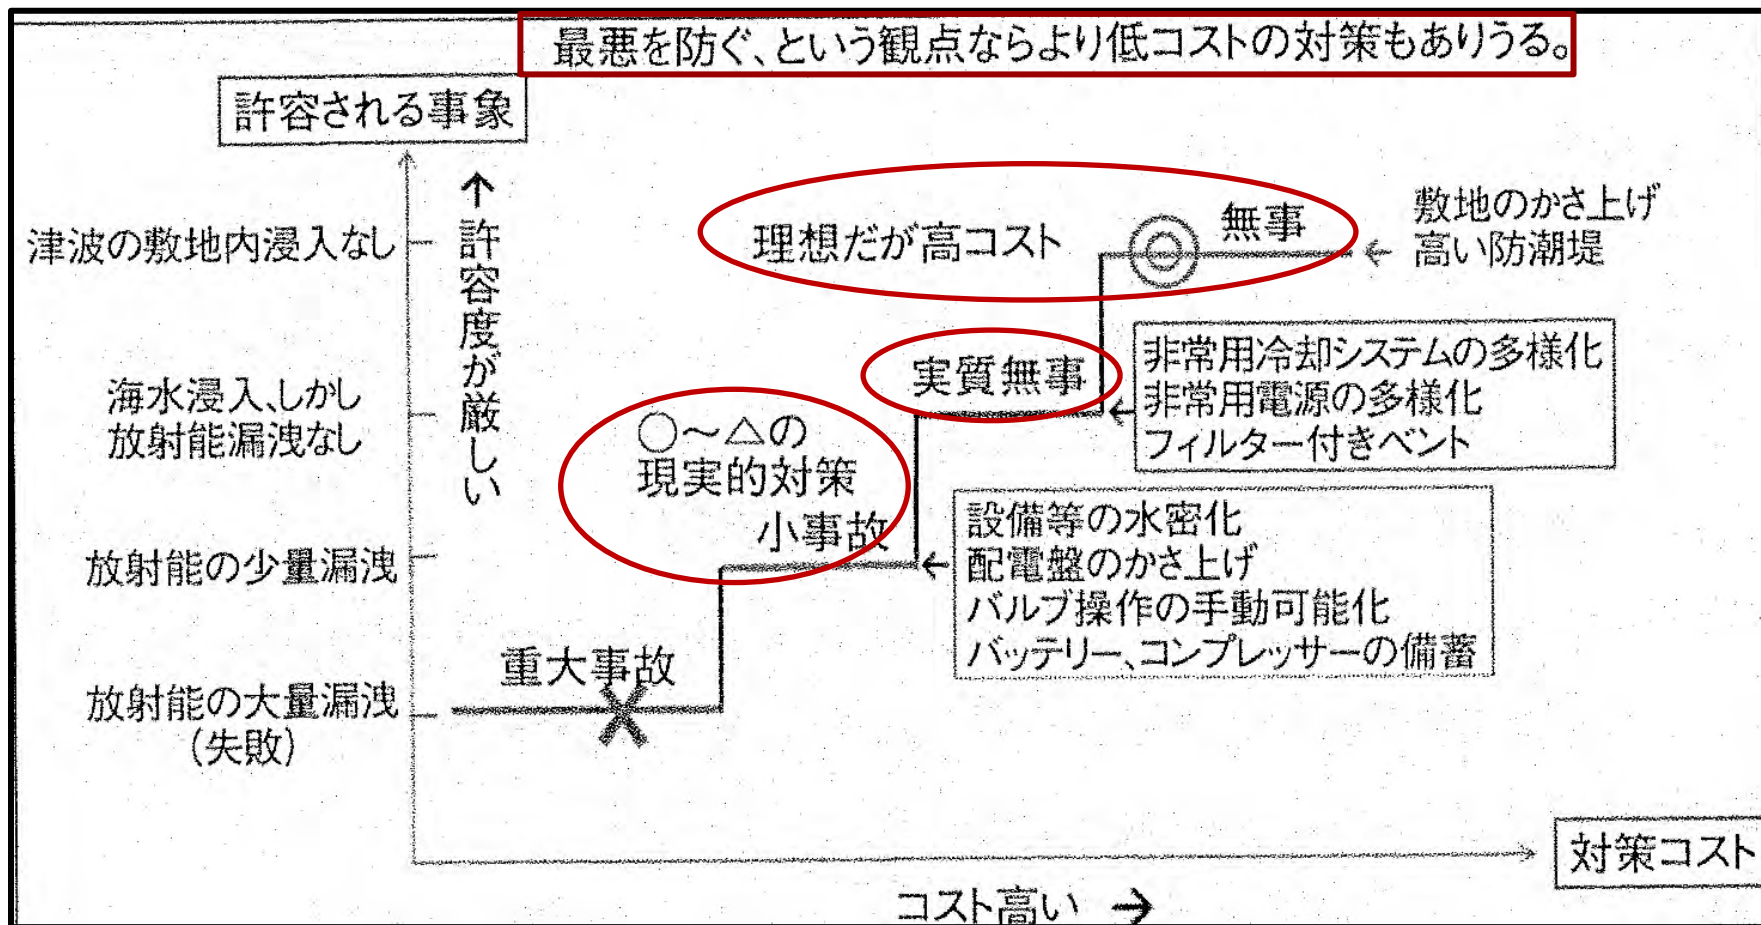 最悪を防ぐ、という観点ならより低コストの対策もありうる。
許容される事象
↑許容度が厳しい
津波の敷地内浸入なし
海水浸入、しかし
放射能漏洩なし
放射能の少量漏洩
放射能の大量漏洩
(失敗)
理想だが高コスト
◎
無事
← 敷地のかさ上げ
高い防潮堤
実質無事
← 非常用冷却システムの多様化
非常用電源の多様化
フィルター付きベント
○~△の
現実的対策
小事故
← 設備等の水密化
配電盤のかさ上げ
バルブ操作の手動可能化
バッテリー、コンプレッサーの備蓄
重大事故
×
対策コスト
コスト高い →